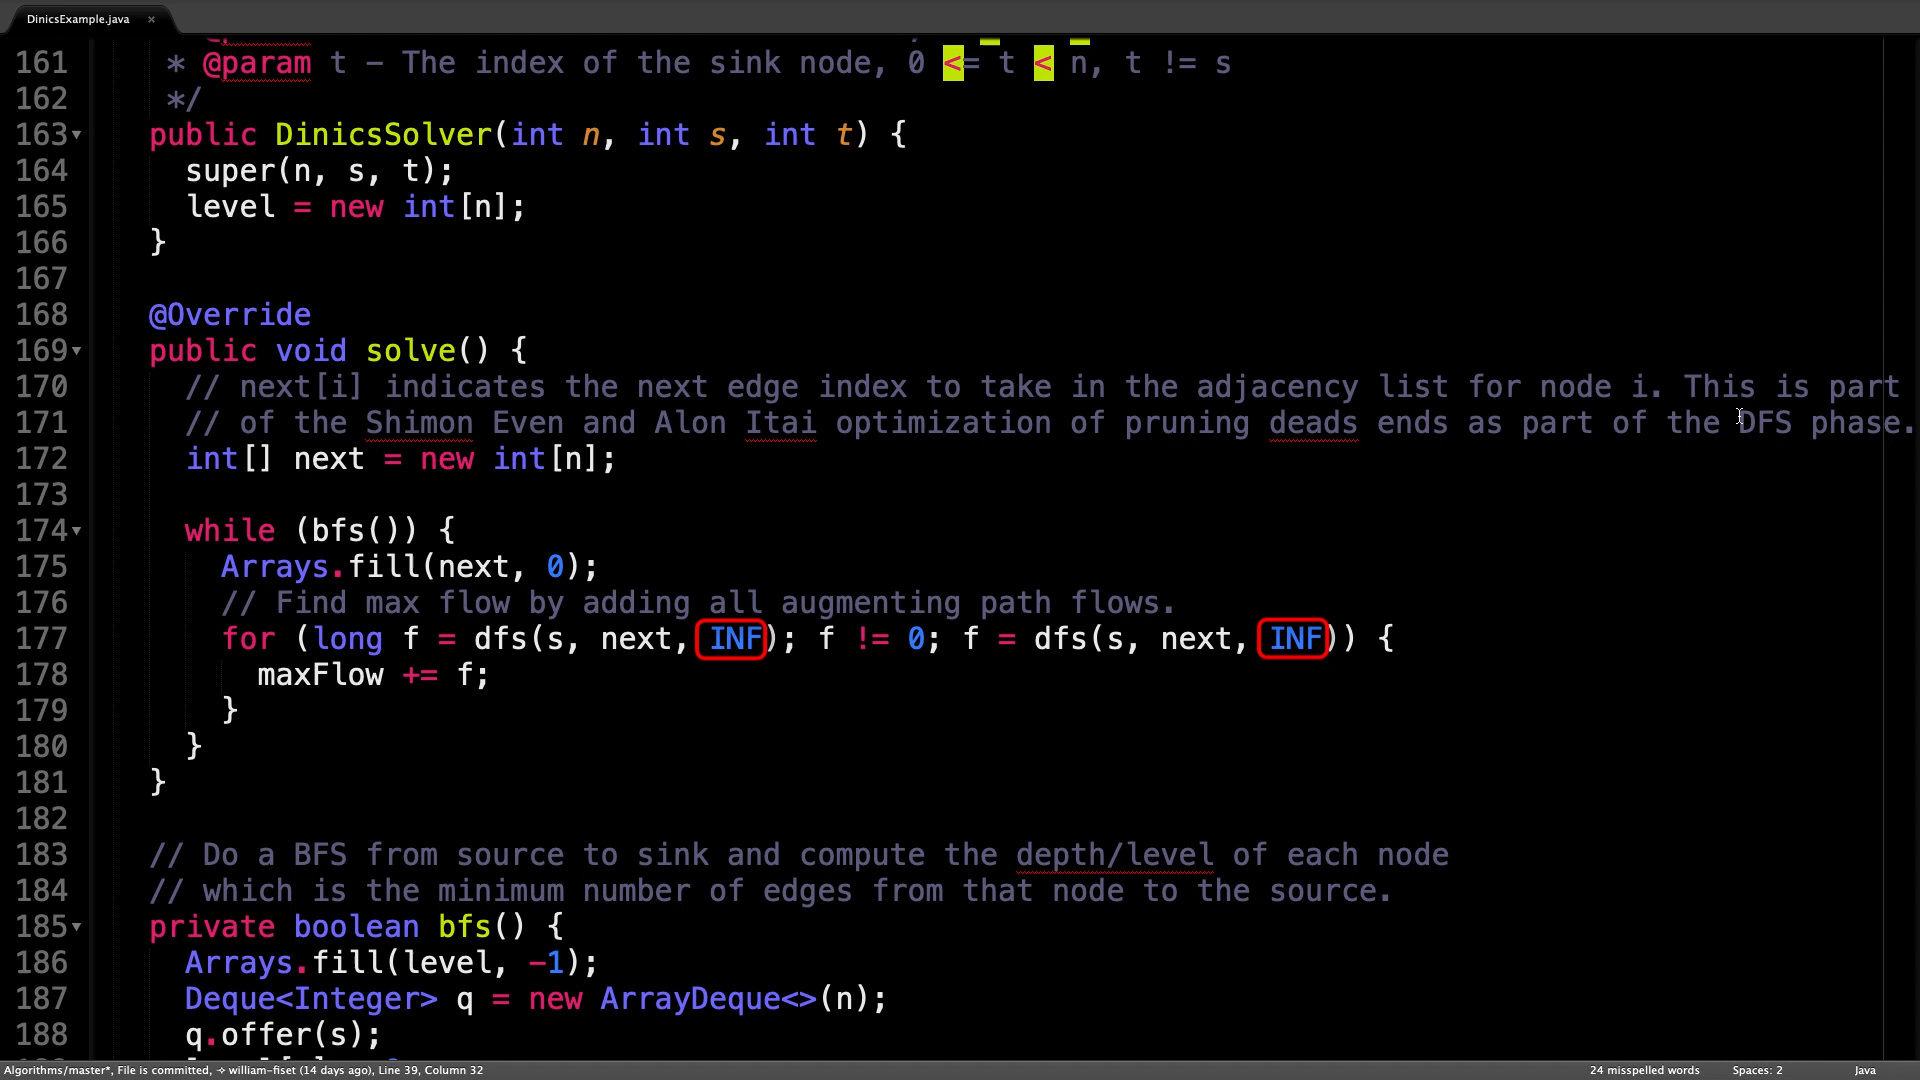 DinicsExample.java ×
161 * @param t – The index of the sink node, 0 <= t < n, t != s
162 */
163 public DinicsSolver(int n, int s, int t) {
164 super(n, s, t);
165 level = new int[n];
166 }
167
168 @Override
169 public void solve() {
170 // next[i] indicates the next edge index to take in the adjacency list for node i. This is part
171 // of the Shimon Even and Alon Itai optimization of pruning deads ends as part of the DFS phase.
172 int[] next = new int[n];
173
174 while (bfs()) {
175 Arrays.fill(next, 0);
176 // Find max flow by adding all augmenting path flows.
177 for (long f = dfs(s, next, INF); f != 0; f = dfs(s, next, INF)) {
178 maxFlow += f;
179 }
180 }
181 }
182
183 // Do a BFS from source to sink and compute the depth/level of each node
184 // which is the minimum number of edges from that node to the source.
185 private boolean bfs() {
186 Arrays.fill(level, -1);
187 Deque<Integer> q = new ArrayDeque<>(n);
188 q.offer(s);
Algorithms/master*, File is committed, william-fiset (14 days ago), Line 39, Column 32 24 misspelled words Spaces: 2 Java